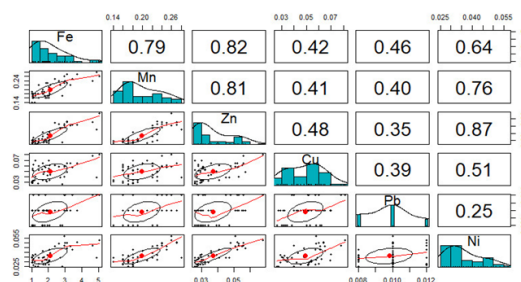 0.14 0.20 0.26 0.03 0.05 0.07 0.025 0.040 0.055
Fe 0.79 0.82 0.42 0.46 0.64
0.14 0.24 Mn 0.81 0.41 0.40 0.76
Zn 0.48 0.35 0.87
0.03 0.07 Cu 0.39 0.51
Pb 0.25
0.025 0.055 Ni
1 2 3 4 5 0.03 0.05 0.008 0.010 0.012